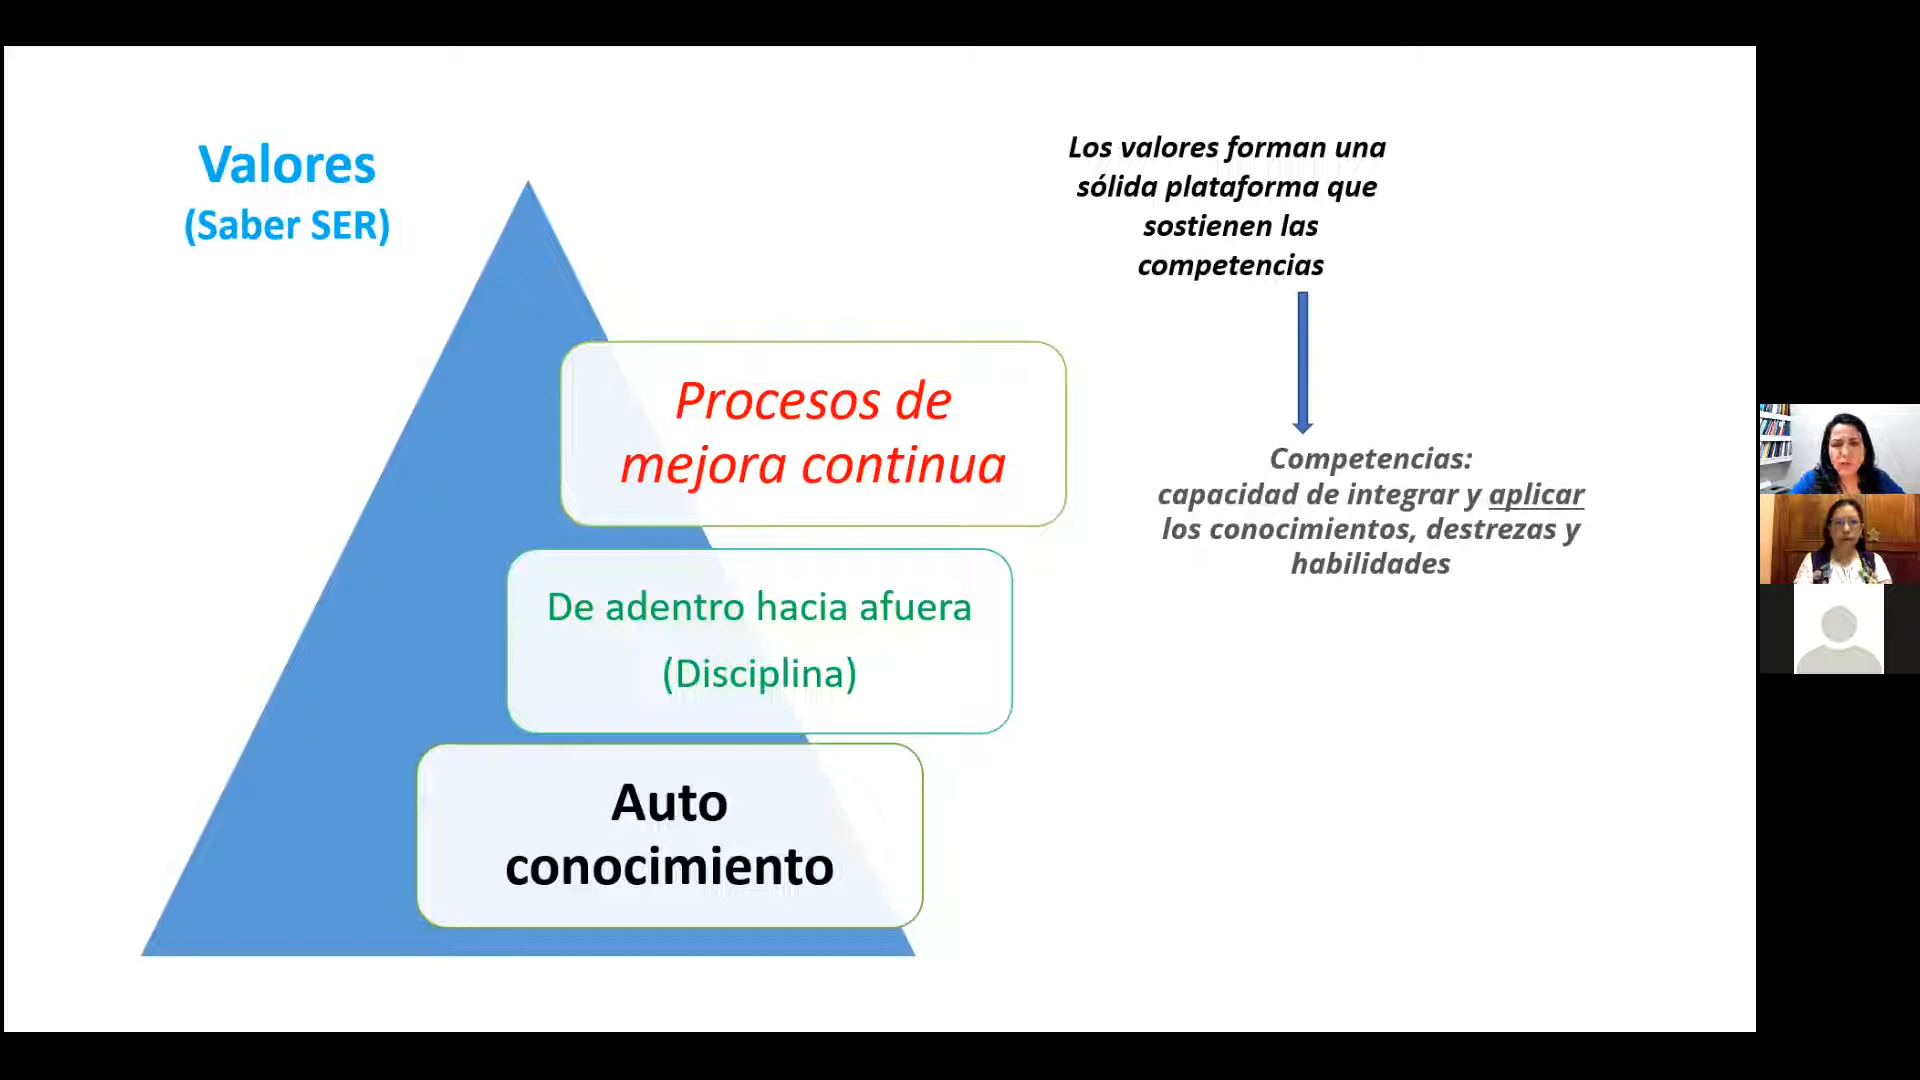 Valores
(Saber SER)
Los valores forman una
sólida plataforma que
sostienen las
competencias
Procesos de
mejora continua
Competencias:
capacidad de integrar y aplicar
los conocimientos, destrezas y
habilidades
De adentro hacia afuera
(Disciplina)
Auto
conocimiento